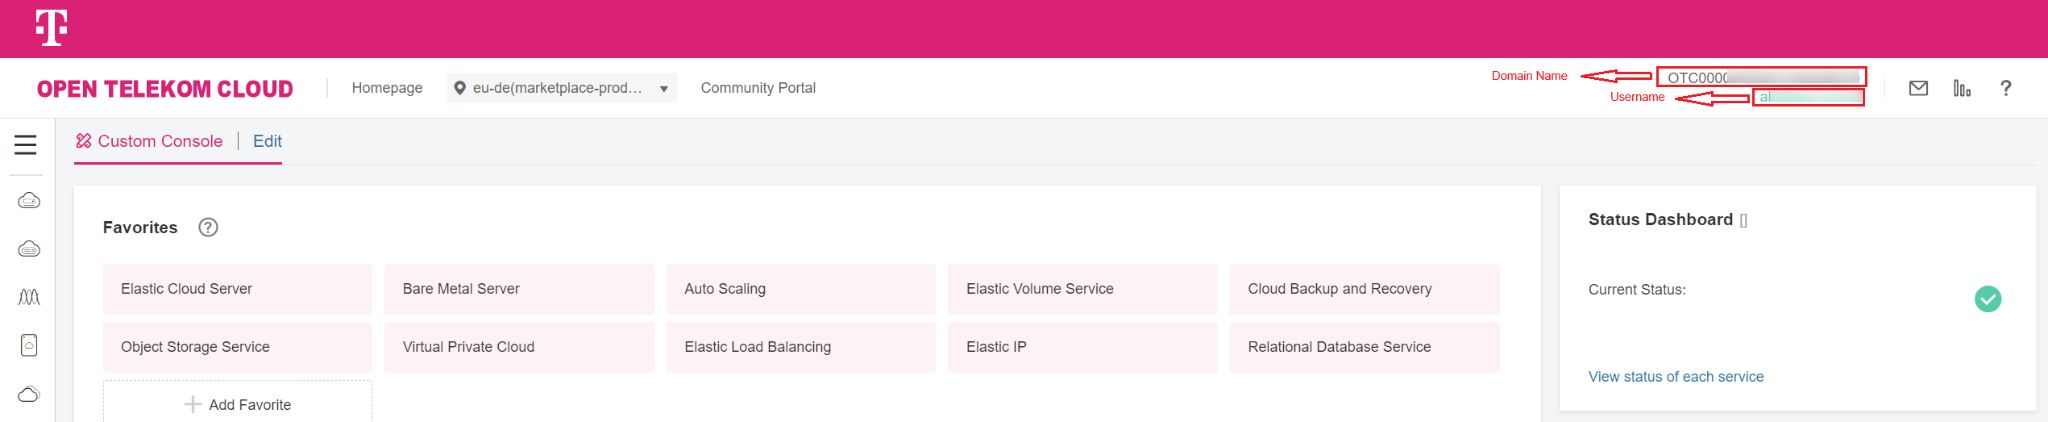 T
Domain Name
OTC000
OPEN TELEKOM CLOUD
Homepage
eu-de(marketplace-prod...
Community Portal
Username
al
?
Custom Console
Edit
Favorites ?
Status Dashboard []
Elastic Cloud Server
Bare Metal Server
Auto Scaling
Elastic Volume Service
Cloud Backup and Recovery
Current Status:
Object Storage Service
Virtual Private Cloud
Elastic Load Balancing
Elastic IP
Relational Database Service
View status of each service
Add Favorite